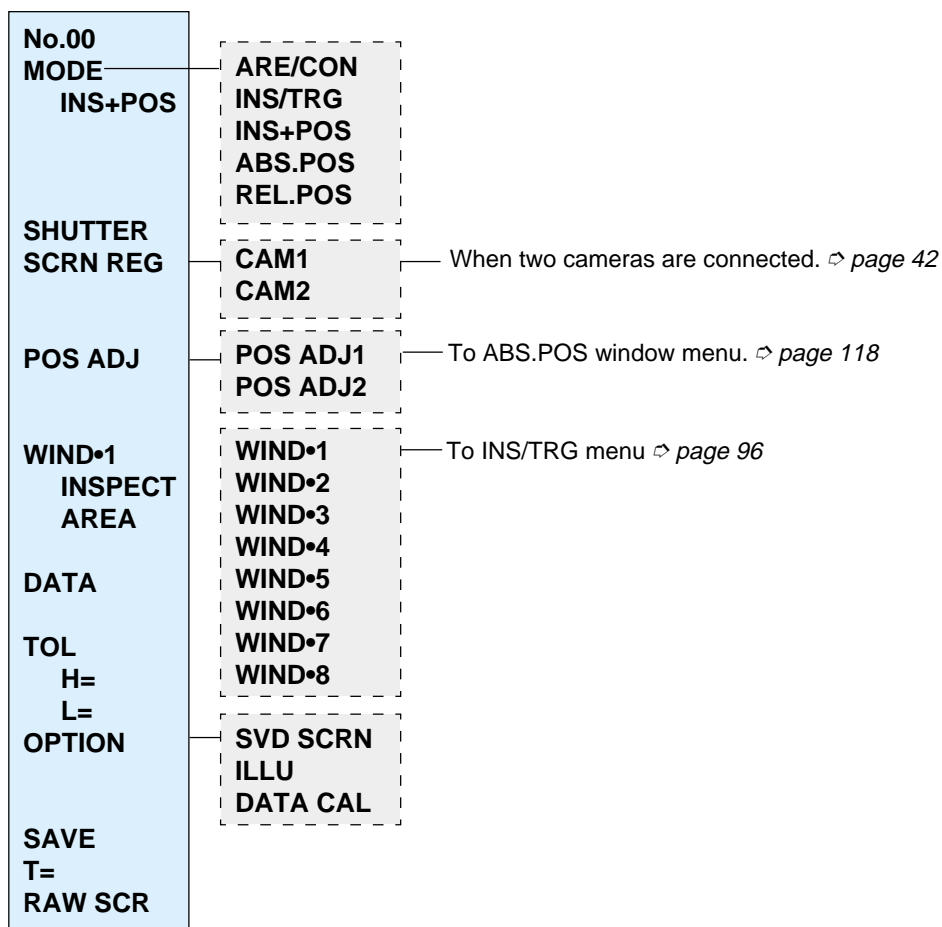 No.00
MODE
INS+POS
ARE/CON
INS/TRG
INS+POS
ABS.POS
REL.POS
SHUTTER
SCRN REG
CAM1
CAM2
When two cameras are connected. ➪ page 42
POS ADJ
POS ADJ1
POS ADJ2
To ABS.POS window menu. ➪ page 118
WIND•1
INSPECT
AREA
WIND•1
WIND•2
WIND•3
WIND•4
WIND•5
WIND•6
WIND•7
WIND•8
To INS/TRG menu ➪ page 96
DATA
TOL
H=
L=
OPTION
SVD SCRN
ILLU
DATA CAL
SAVE
T=
RAW SCR